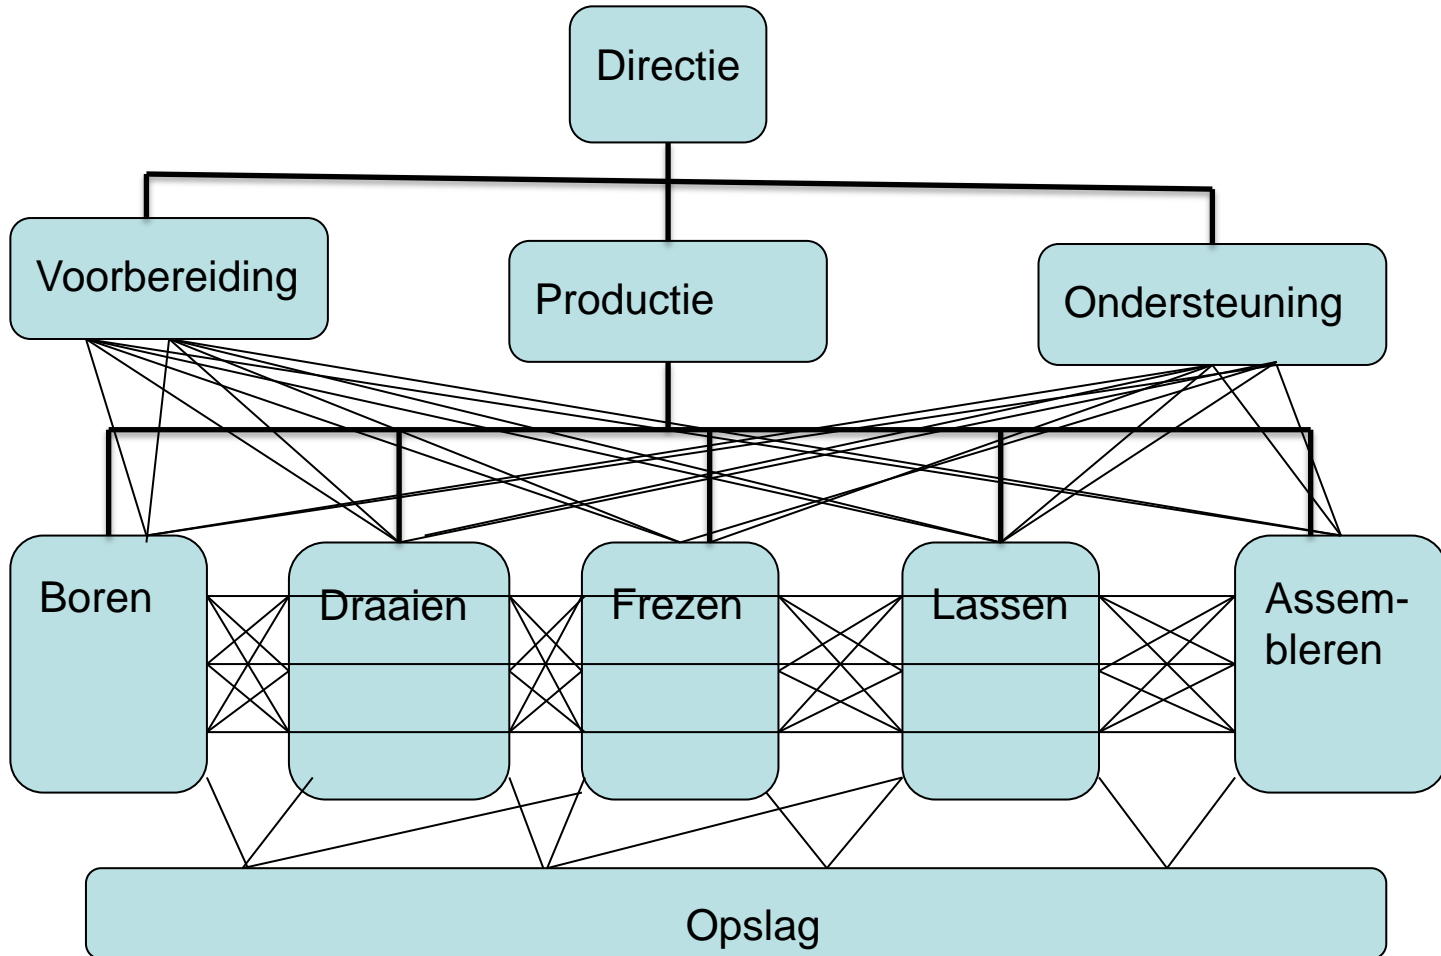 Directie
Voorbereiding
Productie
Ondersteuning
Boren
Draaien
Frezen
Lassen
Assem-
bleren
Opslag